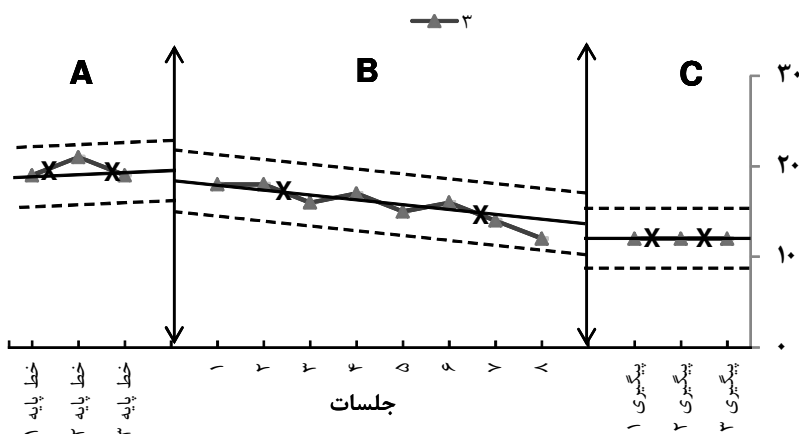 ۳
A
B
C
۳۰
۲۰
۱۰
۰
خط پایه ۱
خط پایه ۲
خط پایه ۳
۱
۲
۳
۴
۵
۶
۷
۸
پیگیری ۱
پیگیری ۲
پیگیری ۳
جلسات